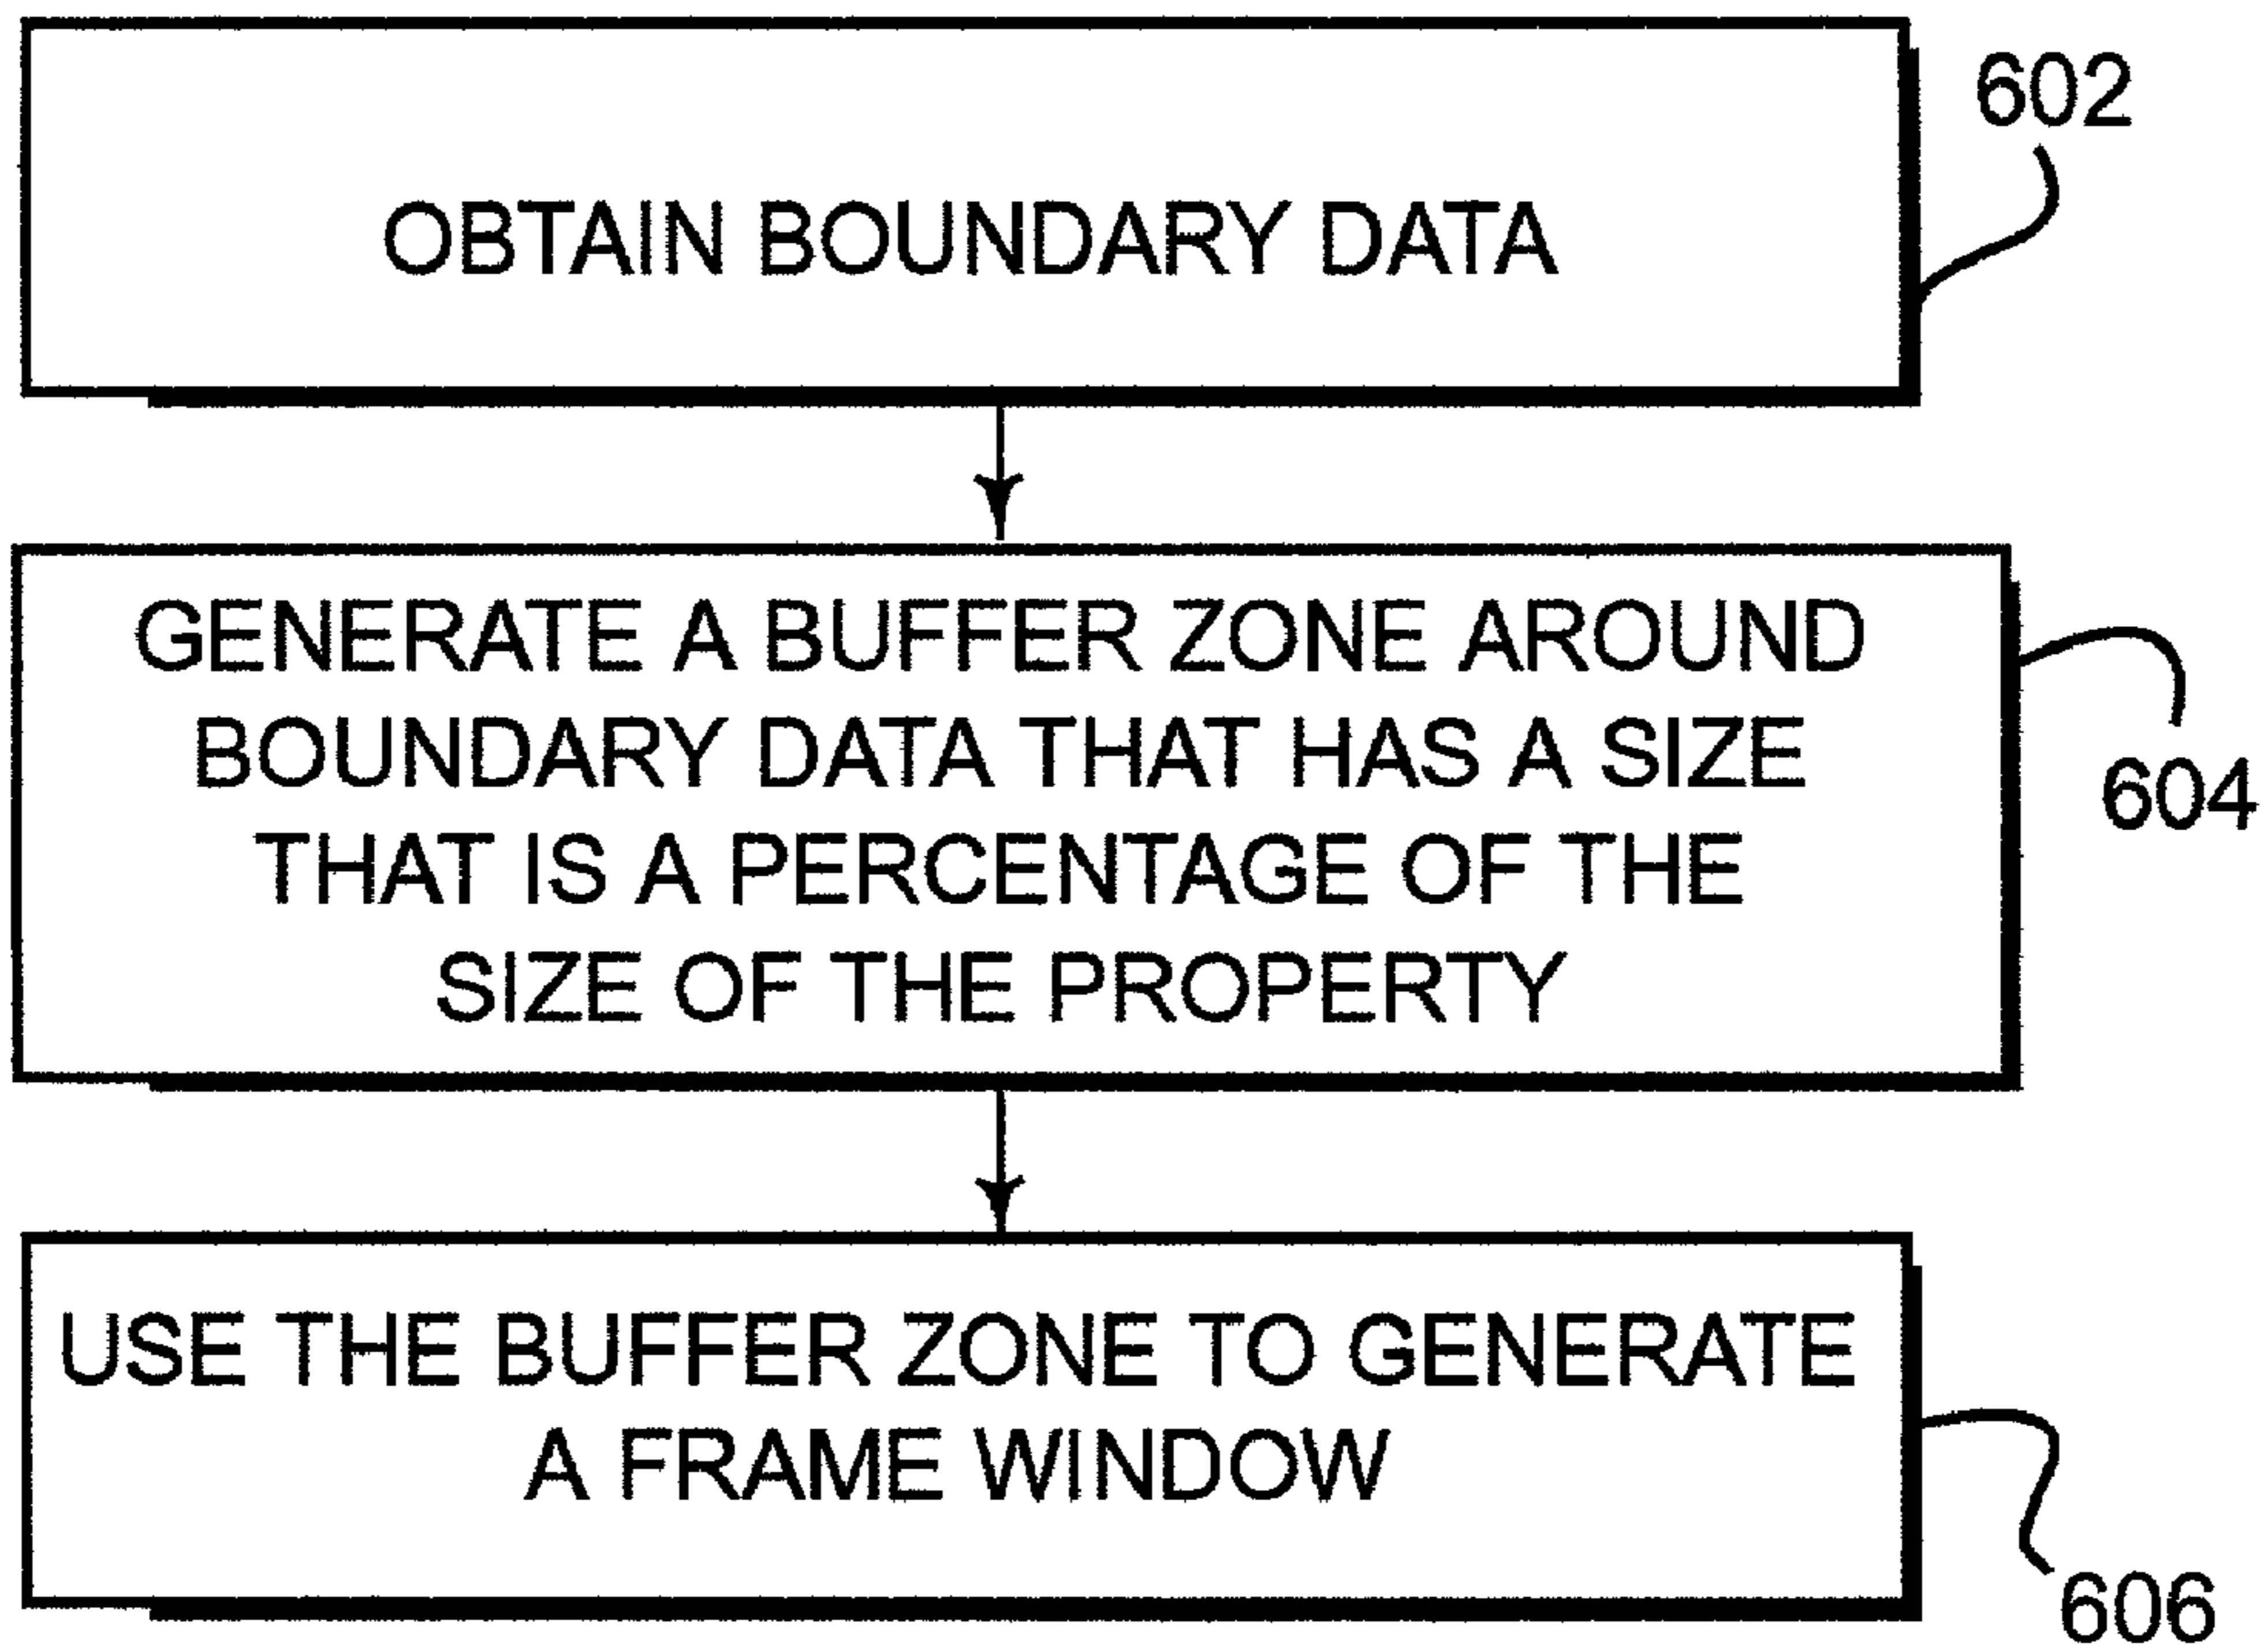 602
OBTAIN BOUNDARY DATA
GENERATE A BUFFER ZONE AROUND
BOUNDARY DATA THAT HAS A SIZE
THAT IS A PERCENTAGE OF THE
SIZE OF THE PROPERTY
604
USE THE BUFFER ZONE TO GENERATE
A FRAME WINDOW
606